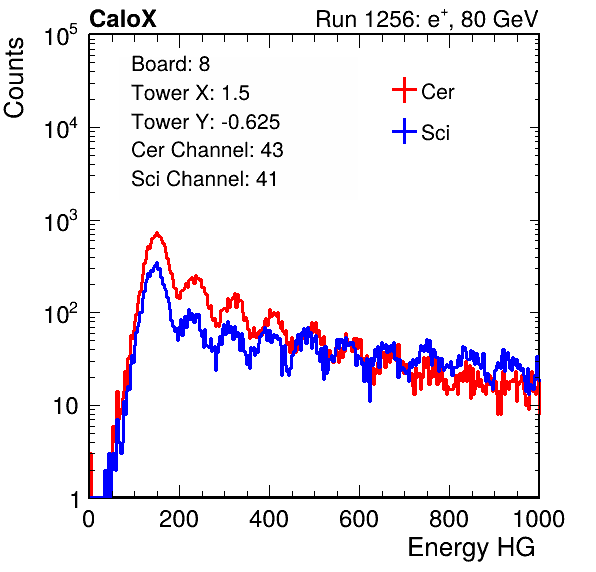 CaloX Run 1256: e+, 80 GeV
Counts
10^5
10^4
10^3
10^2
10
1
Board: 8
Tower X: 1.5
Tower Y: -0.625
Cer Channel: 43
Sci Channel: 41
Cer
Sci
0 200 400 600 800 1000
Energy HG